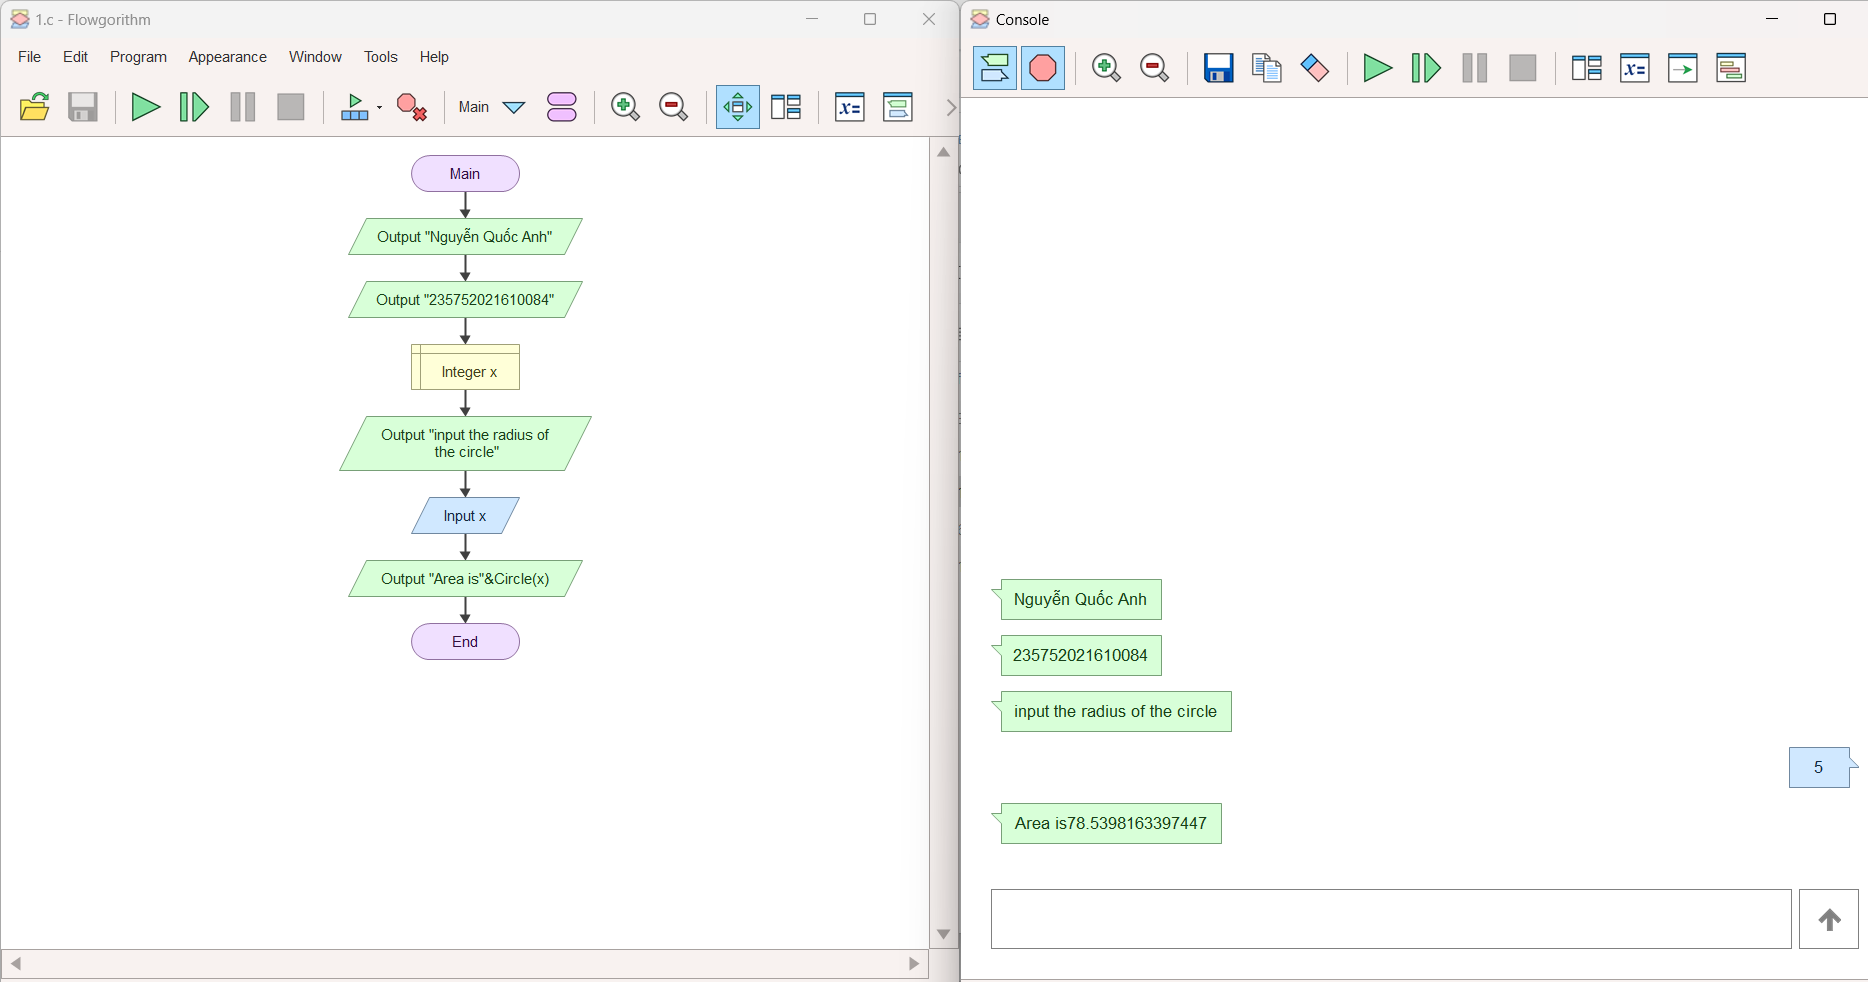 1.c - Flowgorithm
File Edit Program Appearance Window Tools Help
Main
Main
Output "Nguyễn Quốc Anh"
Output "235752021610084"
Integer x
Output "input the radius of
the circle"
Input x
Output "Area is"&Circle(x)
End
Console
x=
x=
Nguyễn Quốc Anh
235752021610084
input the radius of the circle
5
Area is78.5398163397447